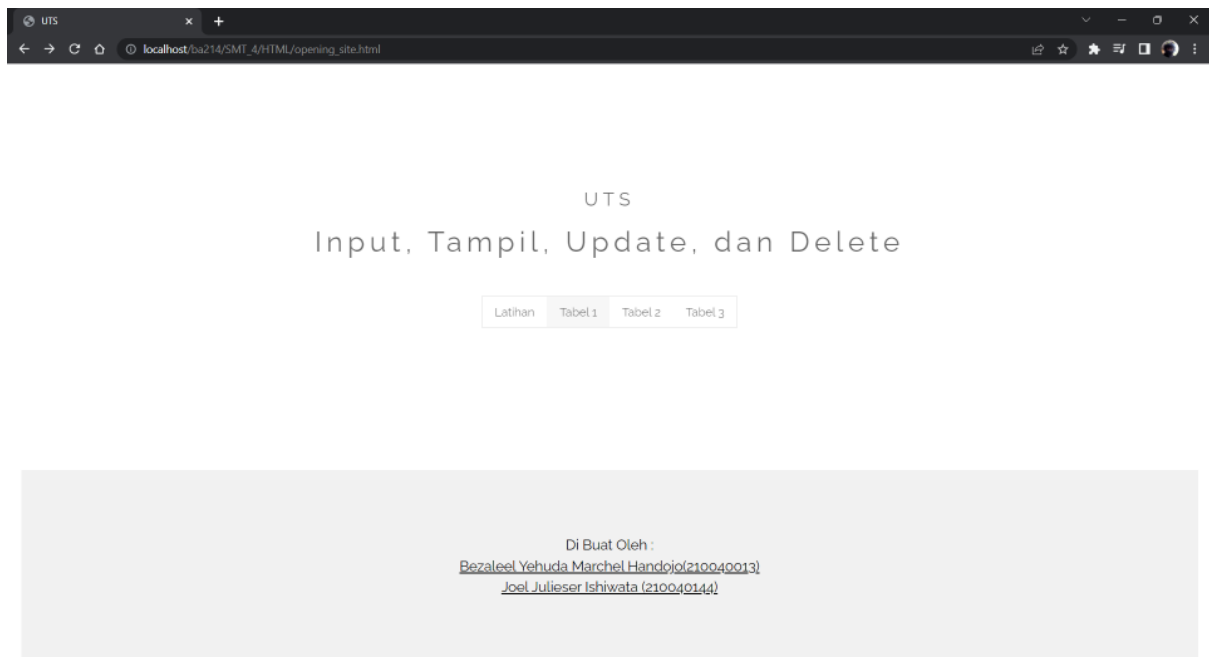 UTS
localhost/ba214/SMT_4/HTML/opening_site.html
UTS
Input, Tampil, Update, dan Delete
Latihan Tabel 1 Tabel 2 Tabel 3
Di Buat Oleh :
Bezaleel Yehuda Marchel Handojo(210040013)
Joel Julieser Ishiwata (210040144)